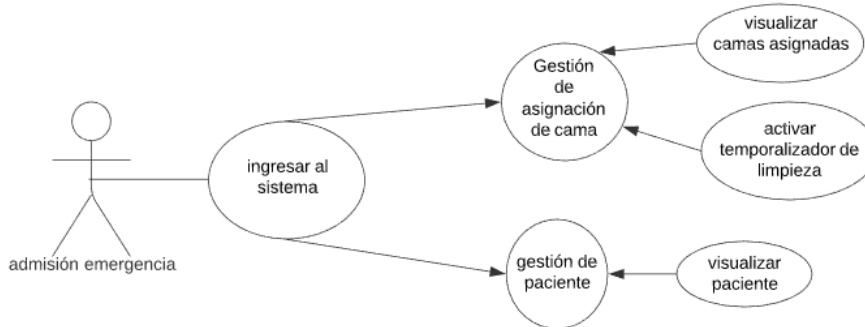 visualizar
camas asignadas
Gestión
de
asignación
de cama
activar
temporalizador de
limpieza
ingresar al
sistema
admisión emergencia
gestión de
paciente
visualizar
paciente